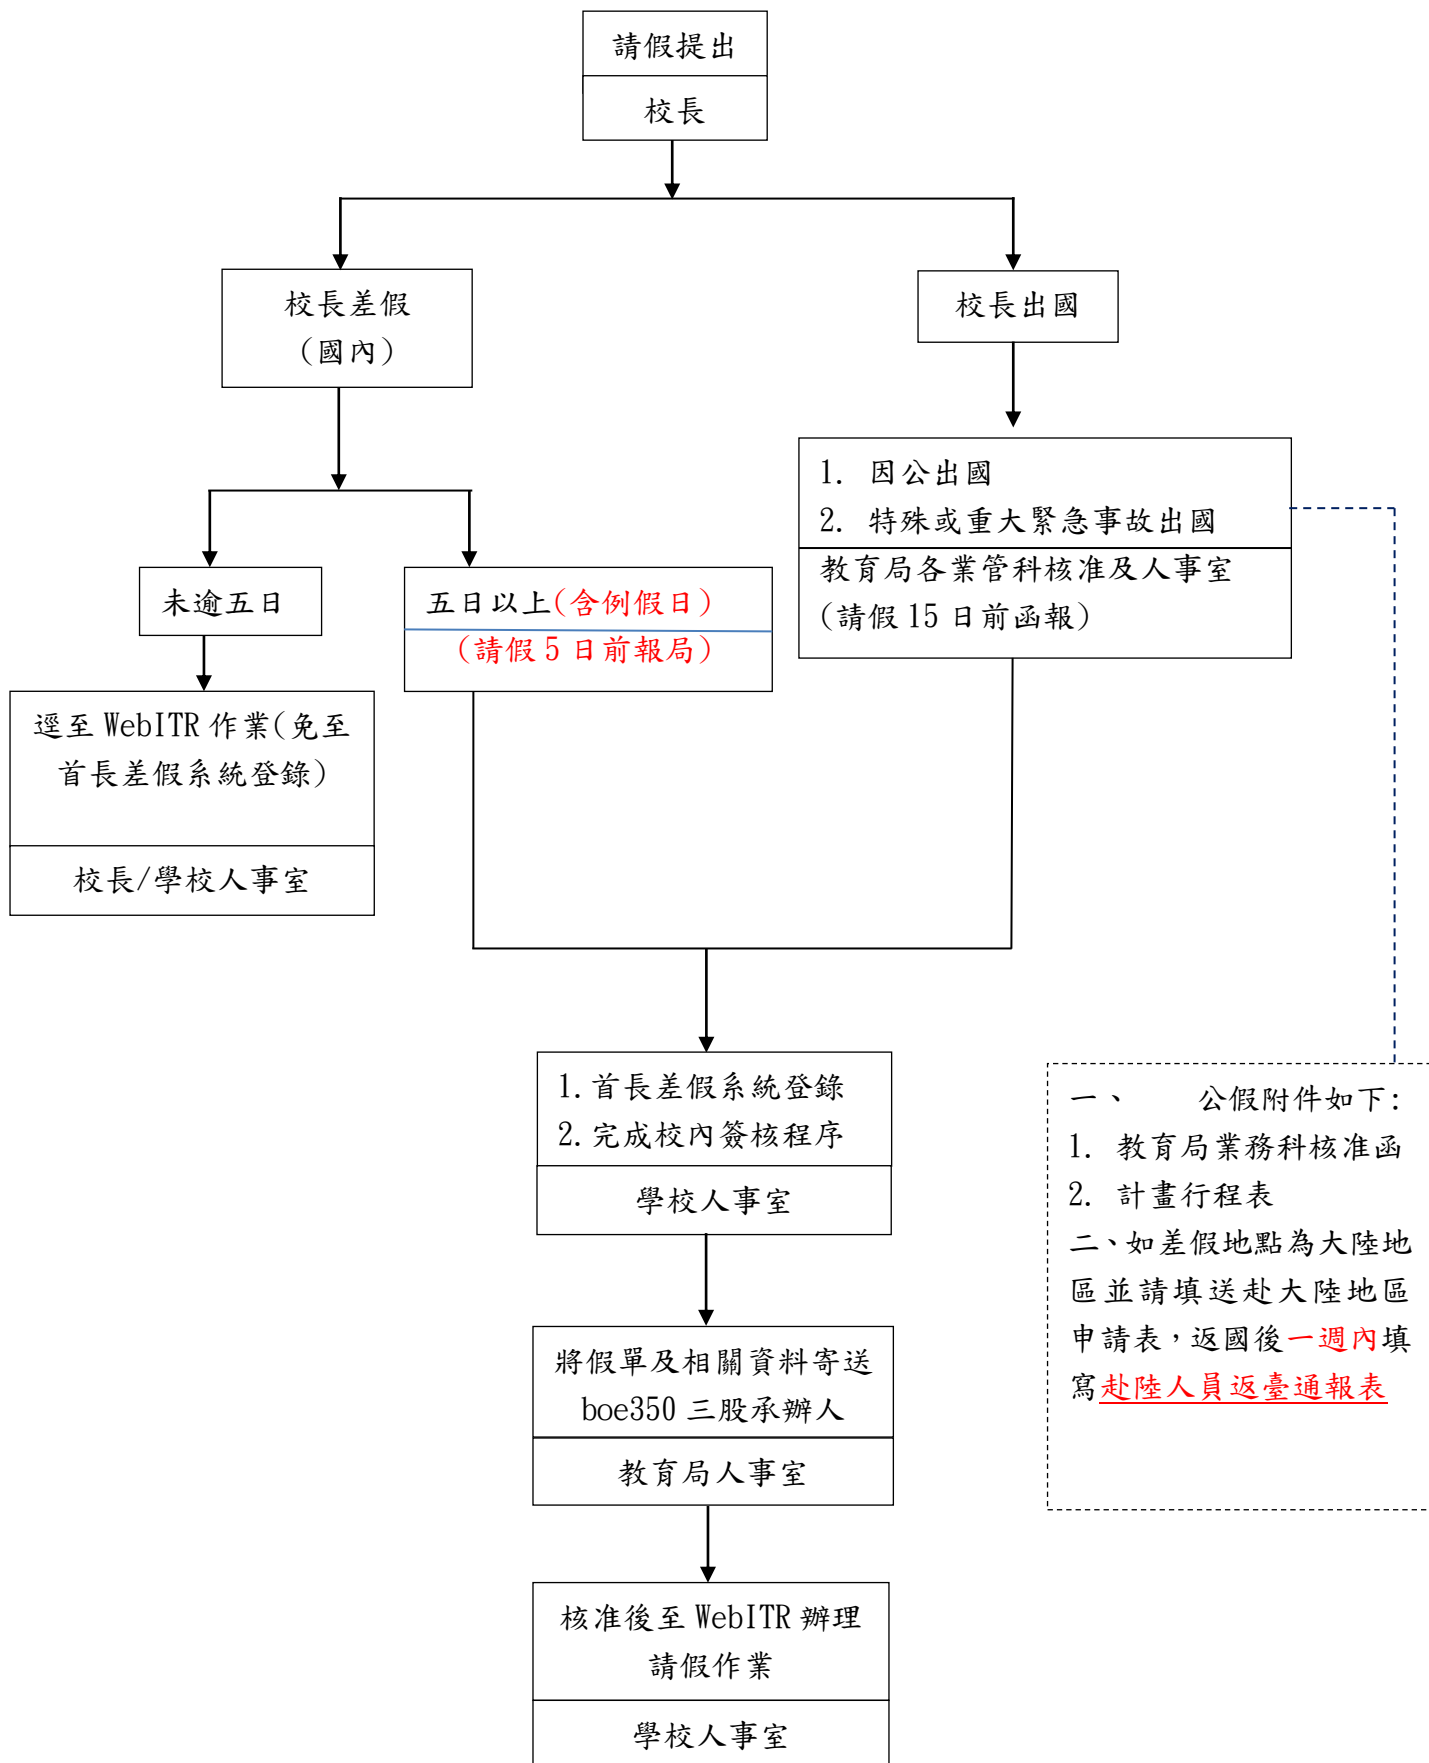 請假提出
校長
校長差假
(國內)
校長出國
1. 因公出國
2. 特殊或重大緊急事故出國
教育局各業管科核准及人事室
(請假 15 日前函報)
未逾五日
五日以上(含例假日)
(請假 5 日前報局)
逕至 WebITR 作業(免至
首長差假系統登錄)
校長/學校人事室
1.首長差假系統登錄
2.完成校內簽核程序
學校人事室
一、 公假附件如下:
1. 教育局業務科核准函
2. 計畫行程表
二、如差假地點為大陸地
區並請填送赴大陸地區
申請表，返國後一週內填
寫赴陸人員返臺通報表
將假單及相關資料寄送
boe350 三股承辦人
教育局人事室
核准後至 WebITR 辦理
請假作業
學校人事室